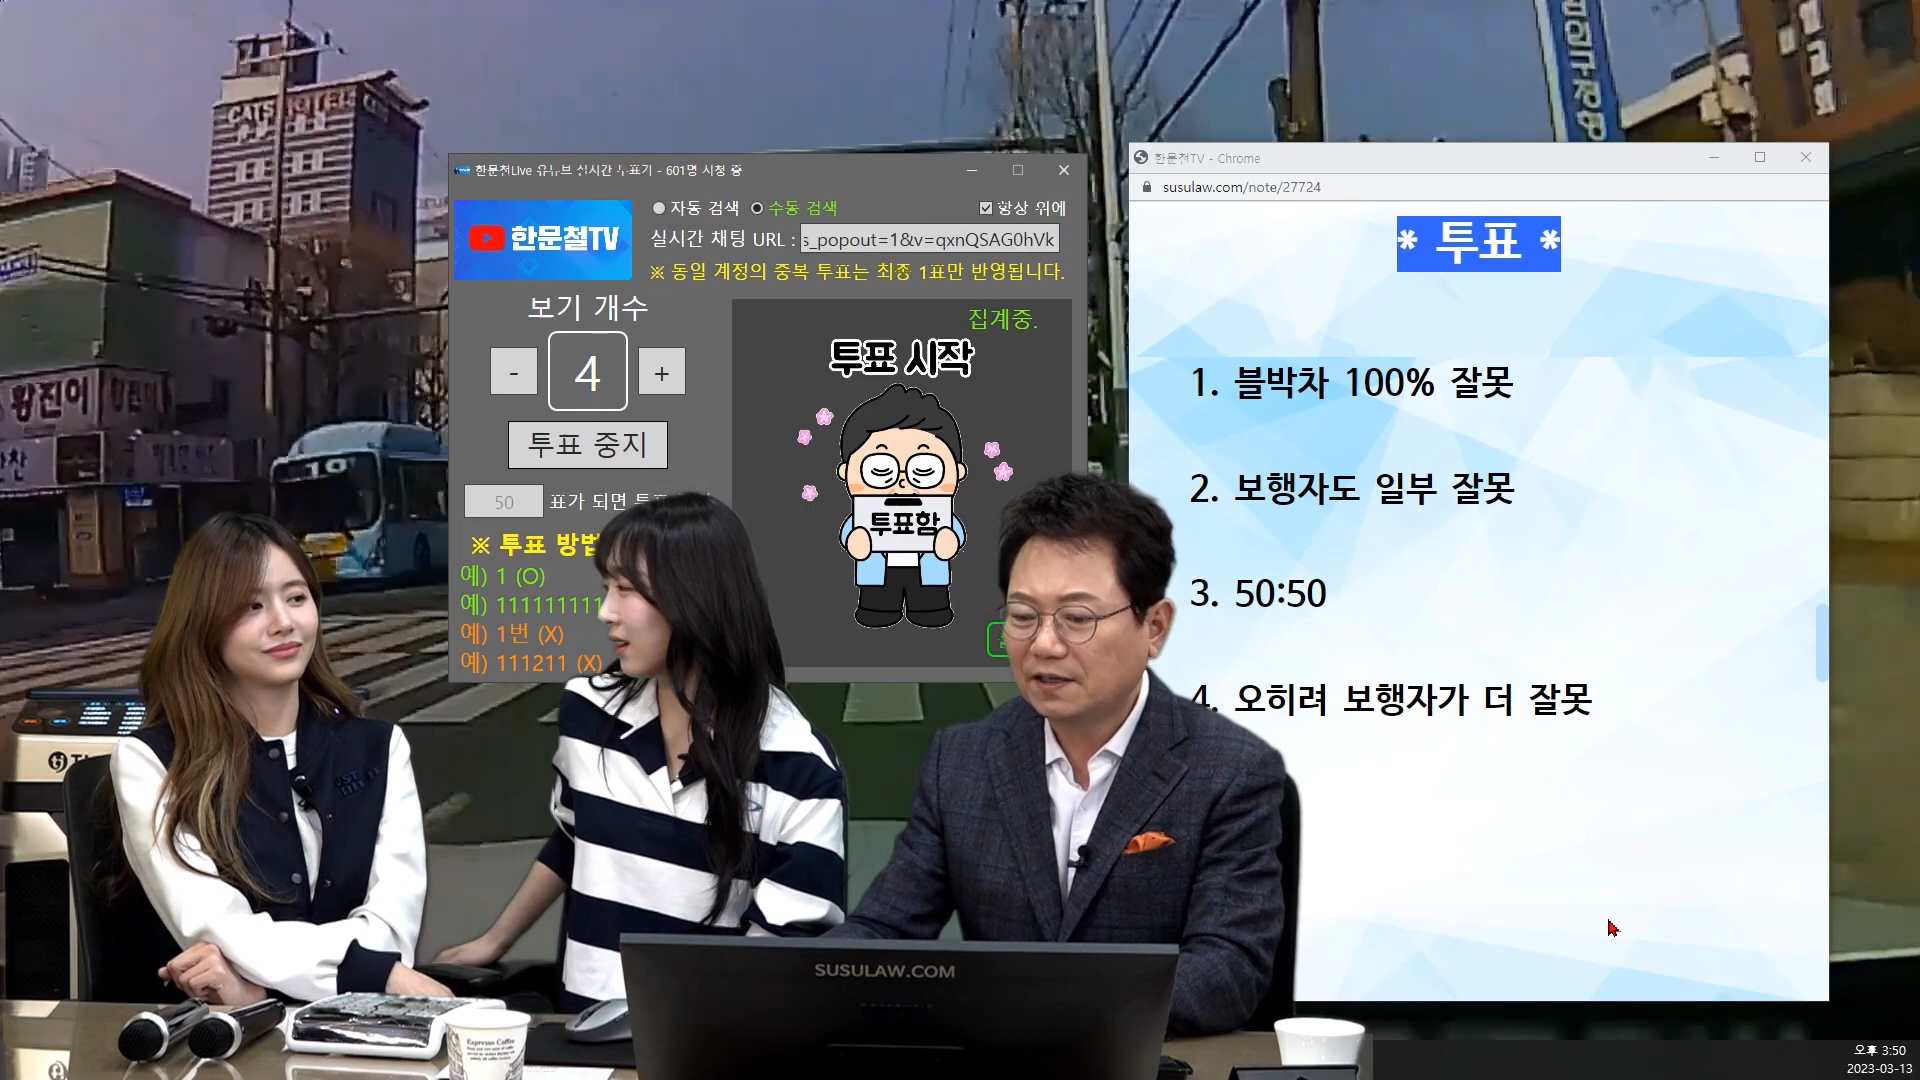 CATS HOTEL
황진이
10
한문철Live 유튜브 실시간 투표기 - 601명 시청 중
한문철TV
자동 검색 수동 검색 항상 위에
실시간 채팅 URL : s_popout=1&v=qxnQSAG0hVk
※ 동일 계정의 중복 투표는 최종 1표만 반영됩니다.
보기 개수
- 4 +
투표 중지
50 표가 되면
※ 투표 방법
예) 1 (O)
예) 111111111
예) 1번 (X)
예) 111211 (X)
집계중.
투표 시작
투표함
한문철TV - Chrome
susulaw.com/note/27724
* 투표 *
1. 블박차 100% 잘못
2. 보행자도 일부 잘못
3. 50:50
4. 오히려 보행자가 더 잘못
SUSULAW.COM
Espresso Coffee
오후 3:50
2023-03-13